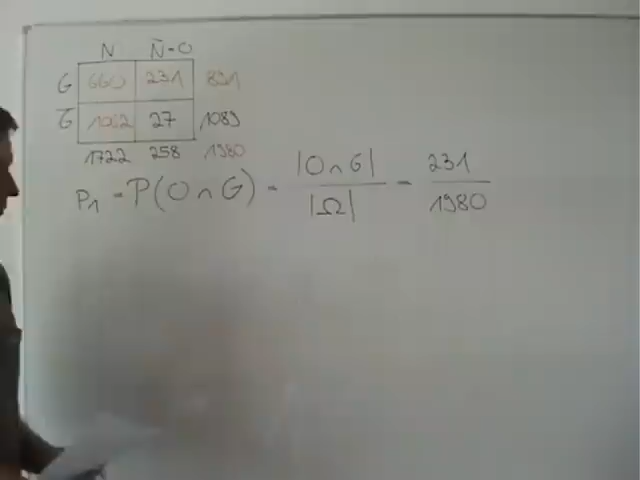 N N̄=O
G 660 231 891
G̅ 1062 27 1089
1722 258 1980
P₁ = P(O∩G) = |O∩G| / |Ω| = 231 / 1980